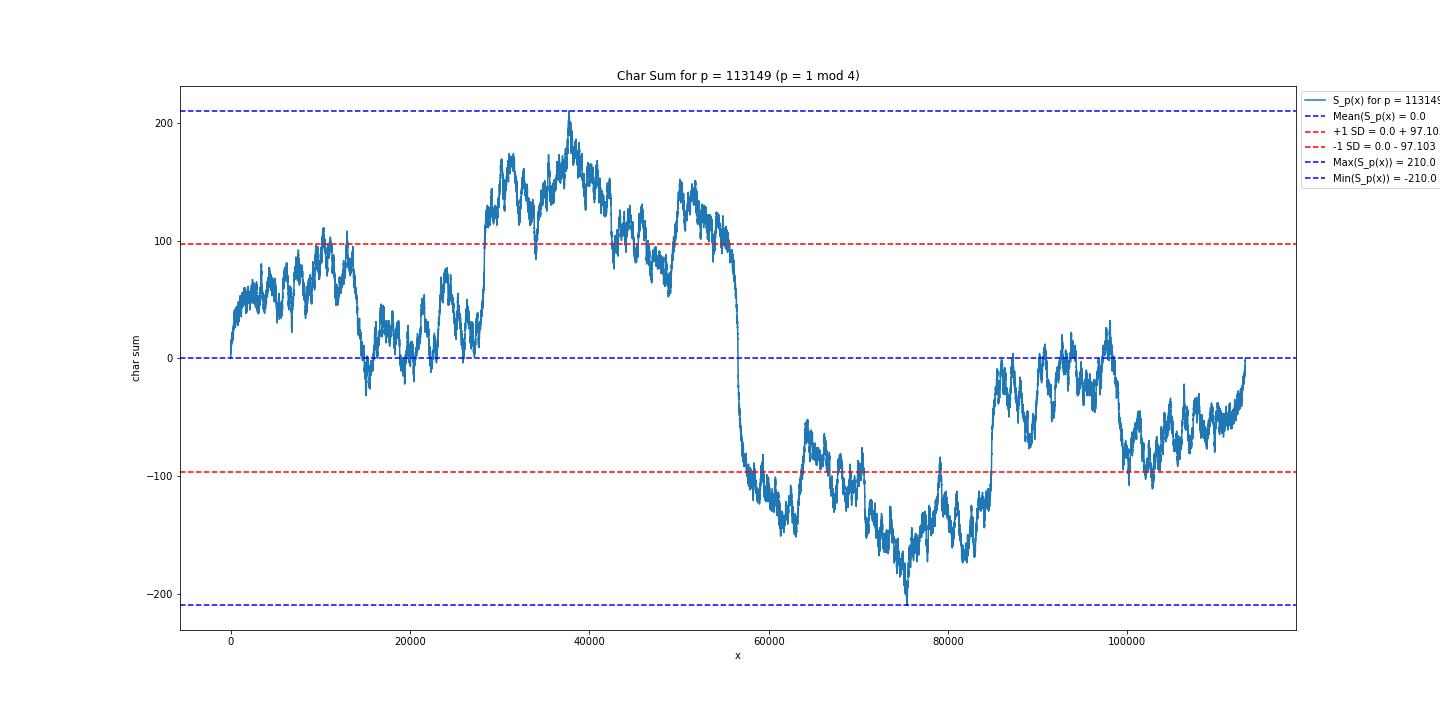 Char Sum for p = 113149 (p = 1 mod 4)
char sum
200
100
0
−100
−200
0
20000
40000
60000
80000
100000
x
S_p(x) for p = 113149
Mean(S_p(x) = 0.0
+1 SD = 0.0 + 97.10
-1 SD = 0.0 - 97.103
Max(S_p(x)) = 210.0
Min(S_p(x)) = -210.0